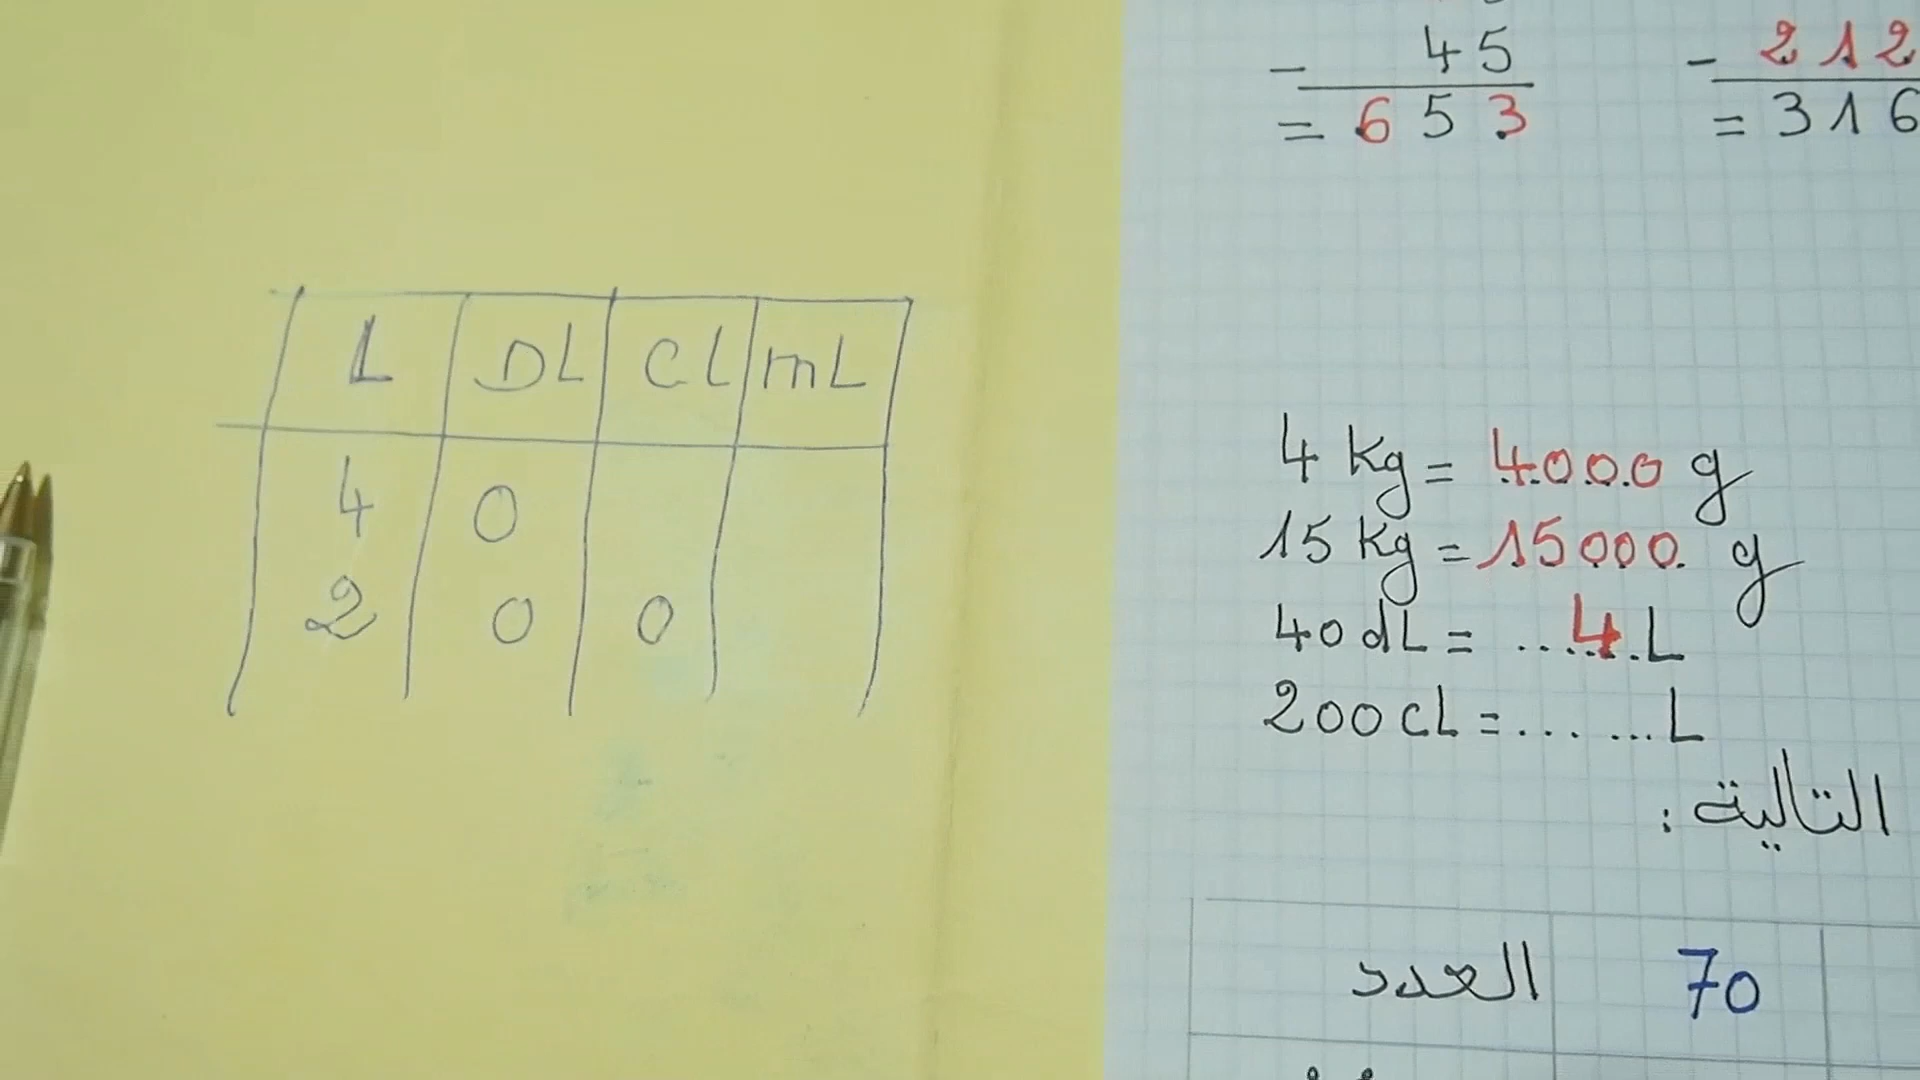 L DL CL mL
4 0
2 0 0
- 45
= 653
- 212
= 316
4 Kg = 4000 g
15 Kg = 15000 g
40 dL = ...4..L
200 cL = ... ...L
التالية :
العدد 70